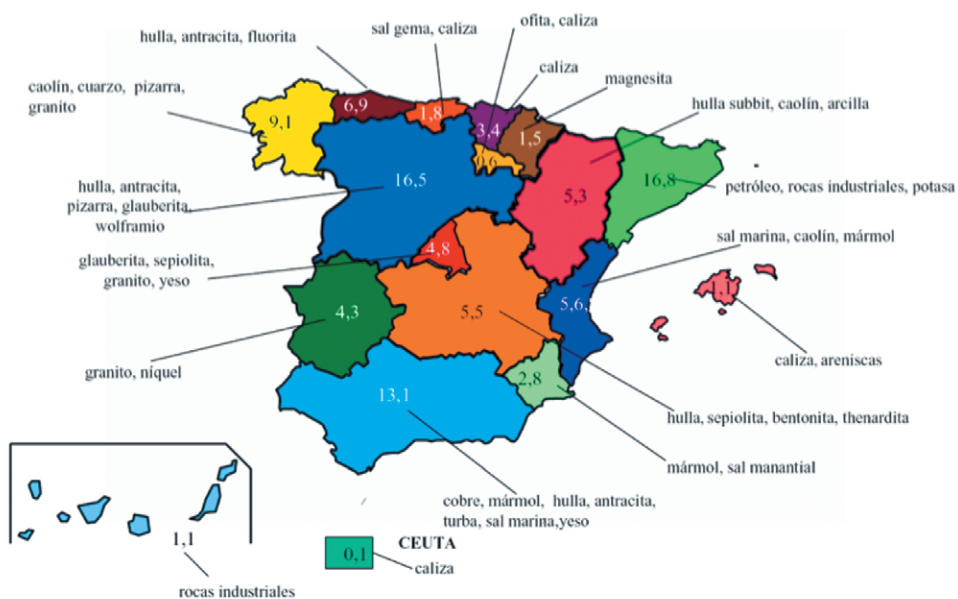 ofita, caliza
sal gema, caliza
hulla, antracita, fluorita
caliza
magnesita
caolín, cuarzo, pizarra,
granito
hulla subbit, caolín, arcilla
6,9
1,8
9,1
3,4
1,5
0,6
hulla, antracita,
pizarra, glauberita,
wolframio
16,5
5,3
16,8
petróleo, rocas industriales, potasa
sal marina, caolín, mármol
glauberita, sepiolita,
granito, yeso
4,8
1,1
4,3
5,5
5,6,
caliza, areniscas
granito, níquel
2,8
13,1
hulla, sepiolita, bentonita, thenardita
mármol, sal manantial
cobre, mármol, hulla, antracita,
turba, sal marina,yeso
1,1
rocas industriales
0,1
CEUTA
caliza